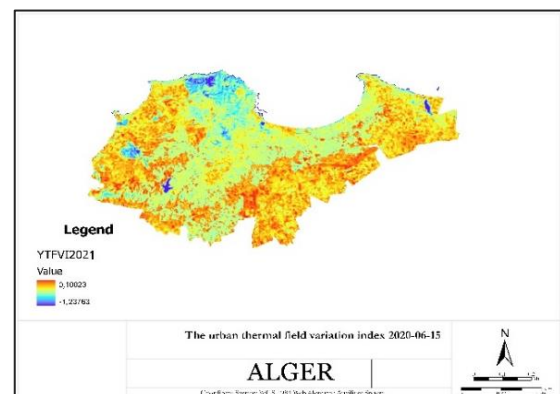 Legend
YTFVI2021
Value
0,10023
-1,23763
The urban thermal field variation index 2020-06-15
N
ALGER